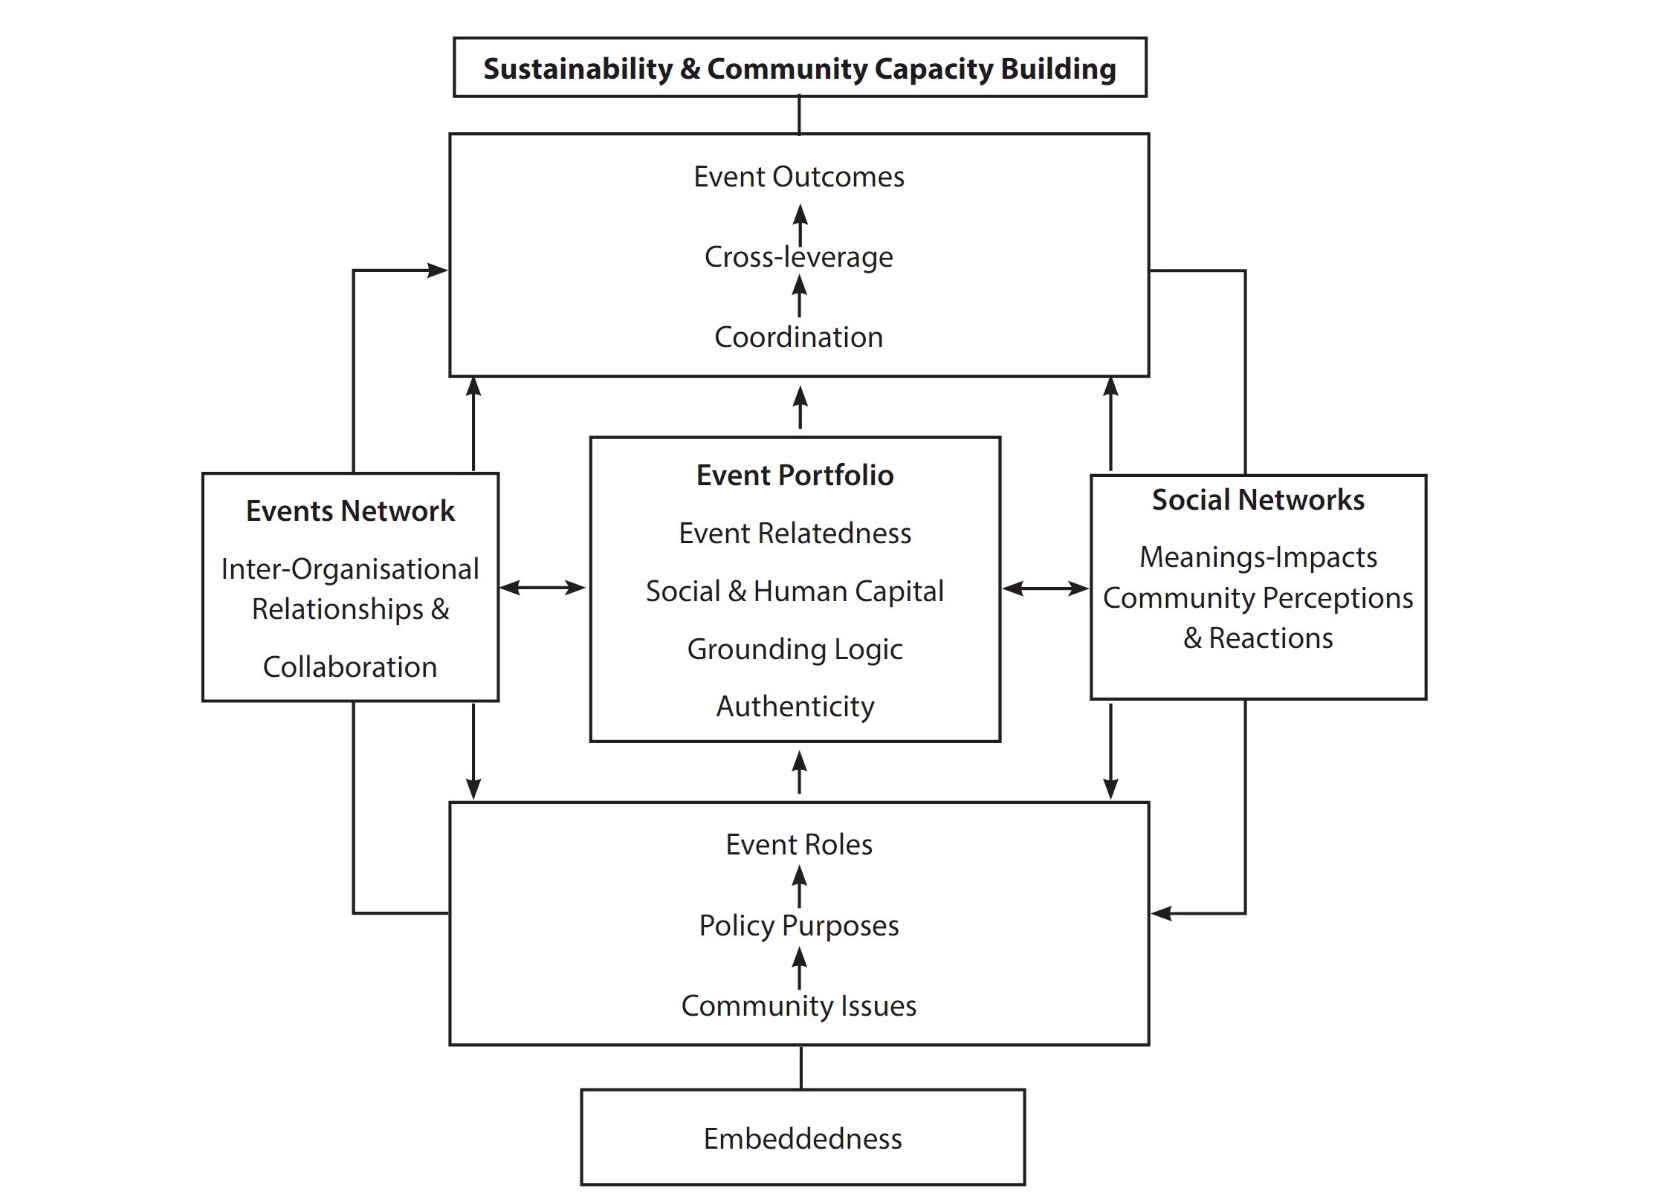 Sustainability & Community Capacity Building
Event Outcomes
Cross-leverage
Coordination
Events Network
Inter-Organisational
Relationships &
Collaboration
Event Portfolio
Event Relatedness
Social & Human Capital
Grounding Logic
Authenticity
Social Networks
Meanings-Impacts
Community Perceptions
& Reactions
Event Roles
Policy Purposes
Community Issues
Embeddedness